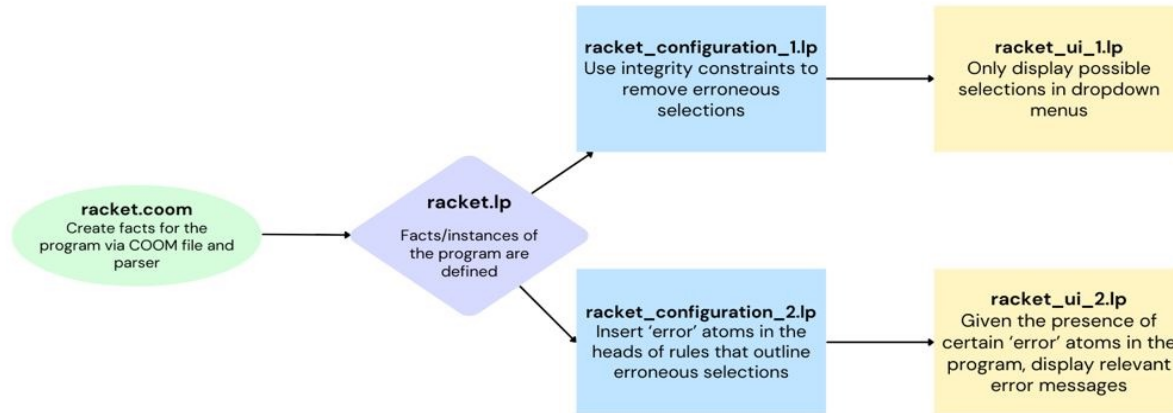 racket.coom
Create facts for the
program via COOM file and
parser
racket.lp
Facts/instances of
the program are
defined
racket_configuration_1.lp
Use integrity constraints to
remove erroneous
selections
racket_ui_1.lp
Only display possible
selections in dropdown
menus
racket_configuration_2.lp
Insert ‘error’ atoms in the
heads of rules that outline
erroneous selections
racket_ui_2.lp
Given the presence of
certain ‘error’ atoms in the
program, display relevant
error messages